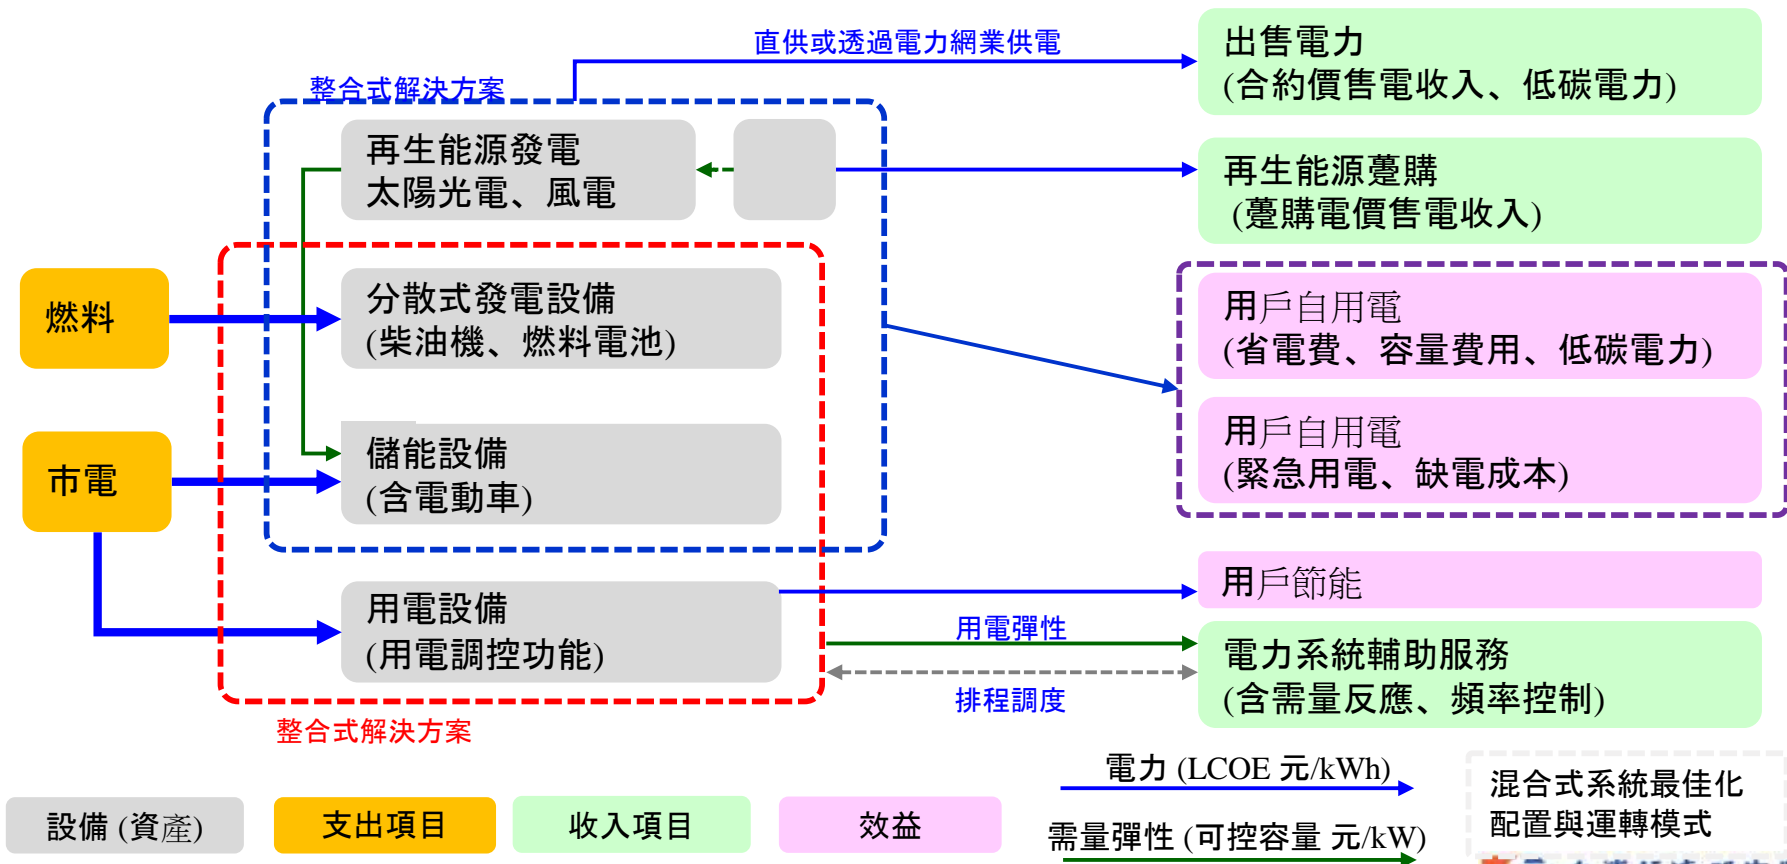 直供或透過電力網業供電
出售電力
(合約價售電收入、低碳電力)
整合式解決方案
再生能源發電
太陽光電、風電
再生能源躉購
(躉購電價售電收入)
燃料
分散式發電設備
(柴油機、燃料電池)
用戶自用電
(省電費、容量費用、低碳電力)
市電
儲能設備
(含電動車)
用戶自用電
(緊急用電、缺電成本)
用電設備
(用電調控功能)
用戶節能
用電彈性
電力系統輔助服務
(含需量反應、頻率控制)
排程調度
整合式解決方案
電力 (LCOE 元/kWh)
混合式系統最佳化
配置與運轉模式
設備 (資產)
支出項目
收入項目
效益
需量彈性 (可控容量 元/kW)